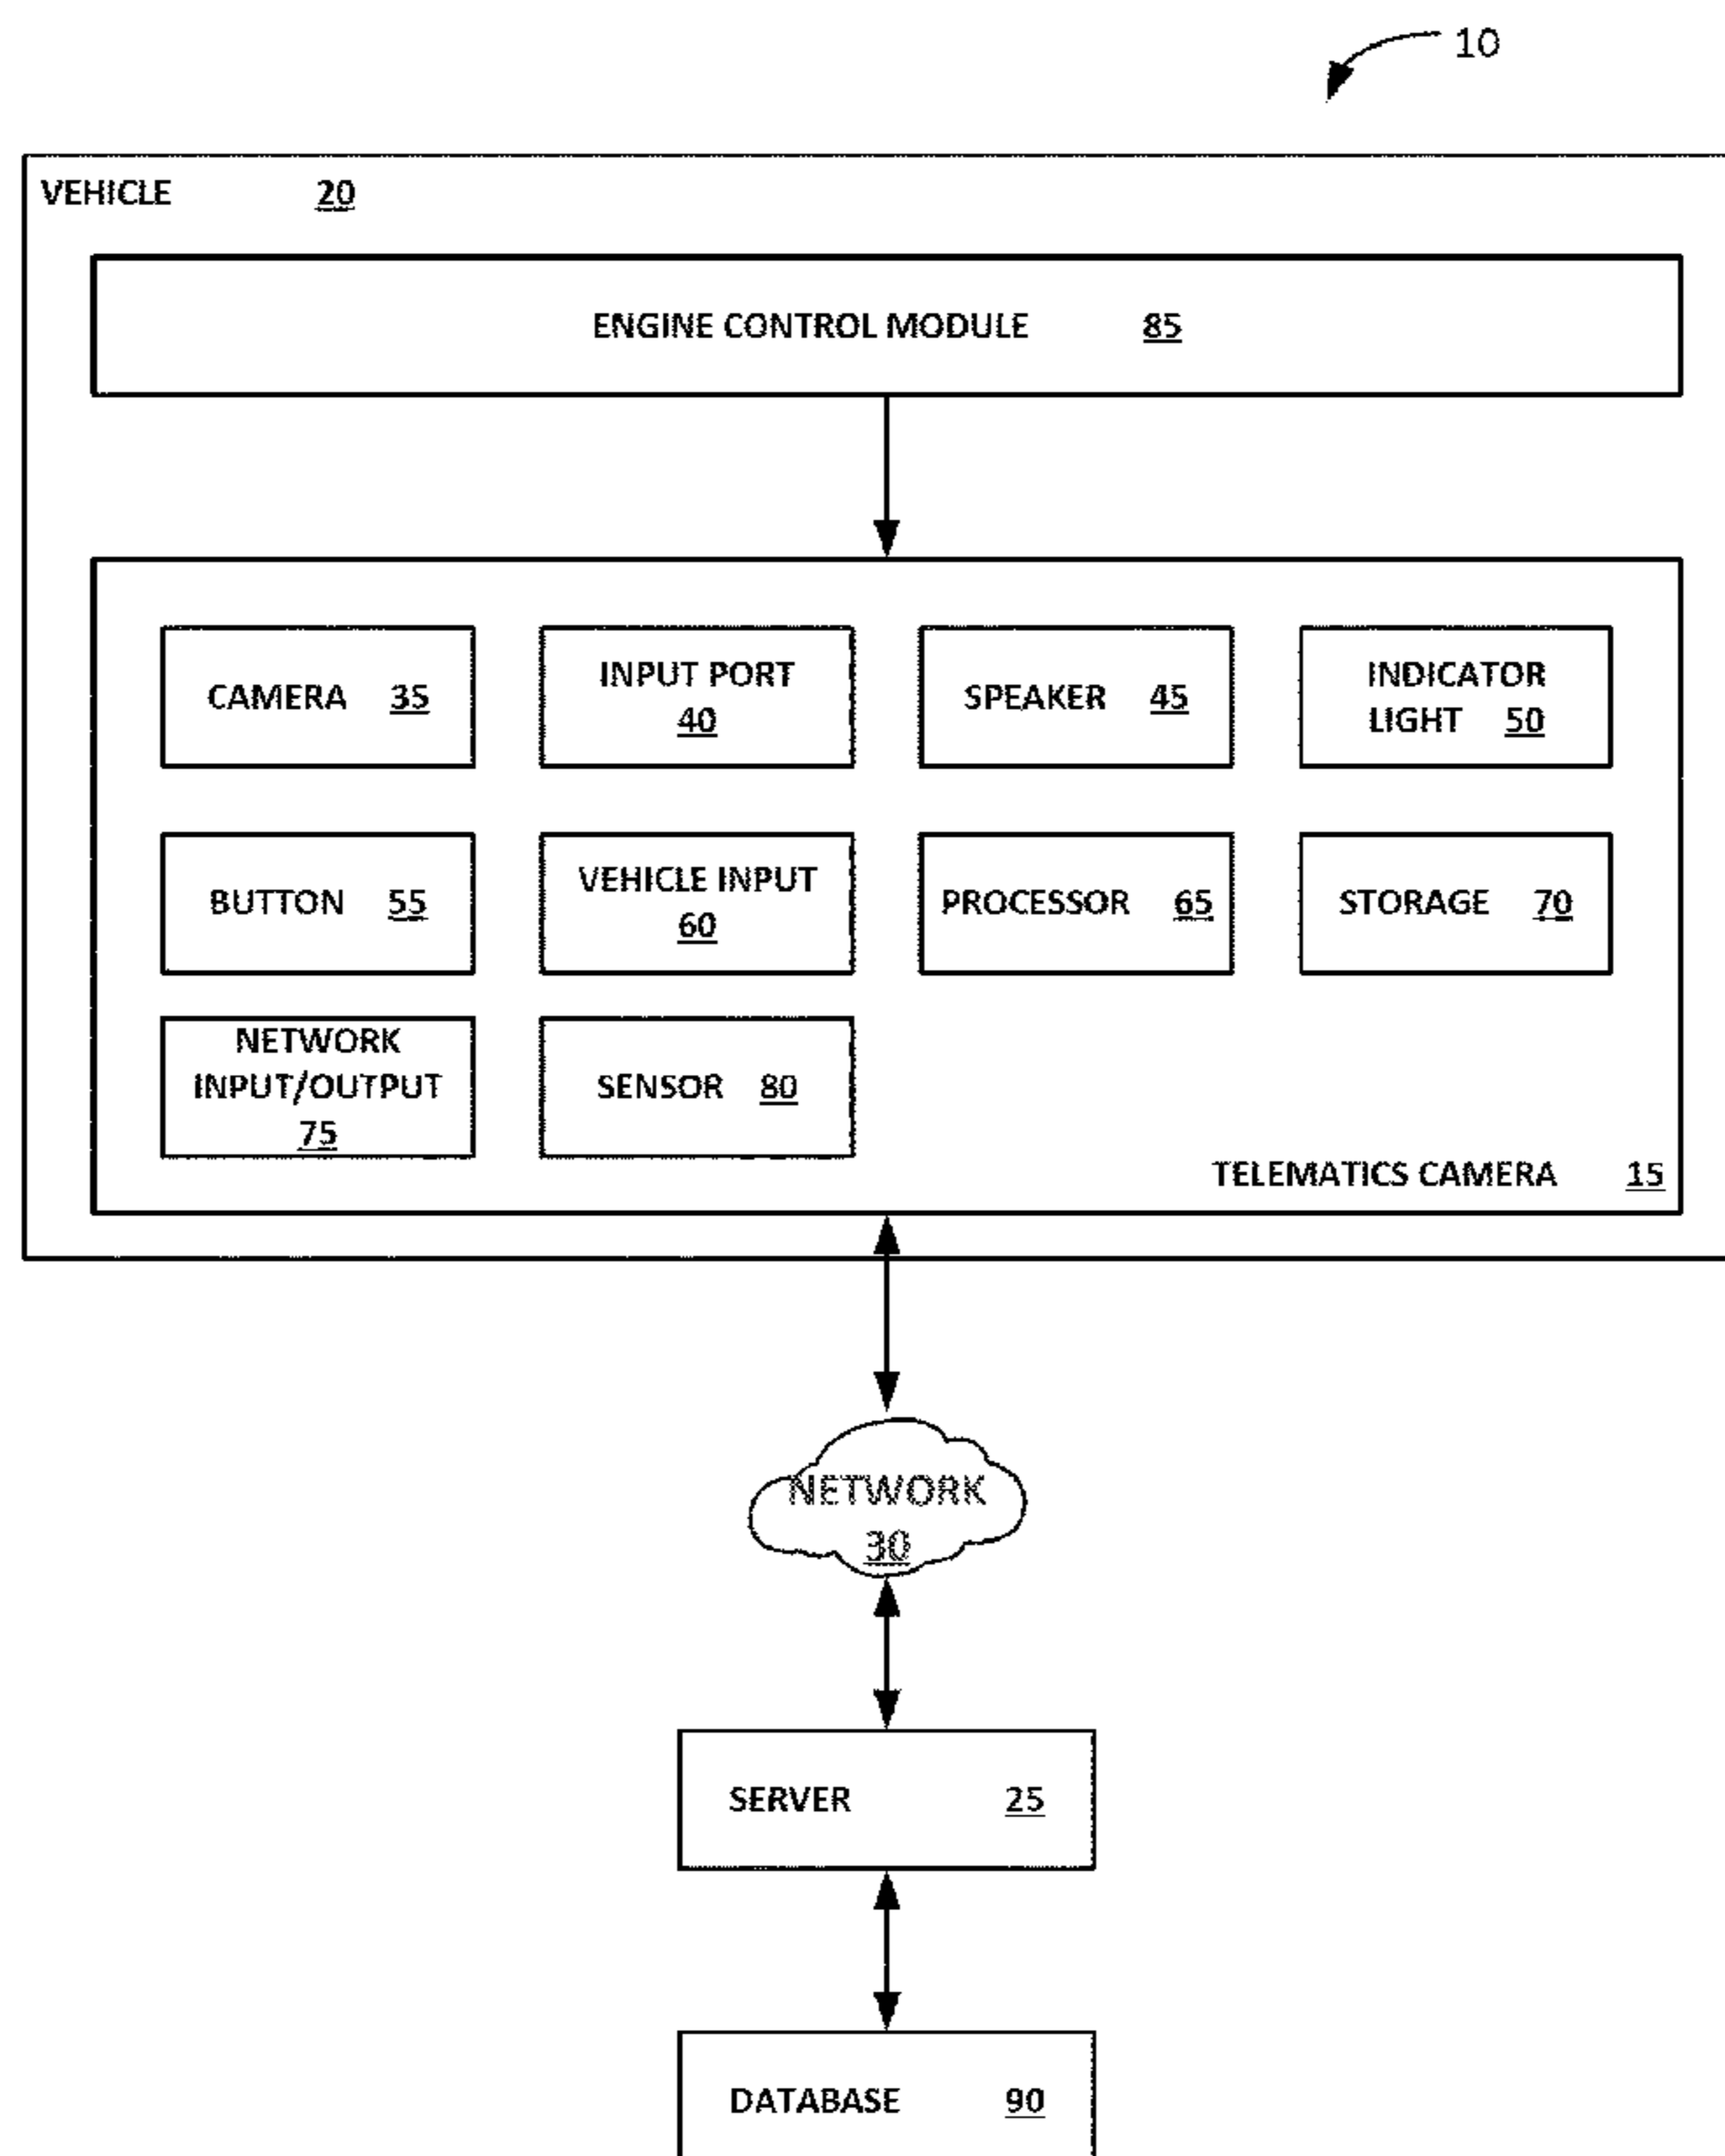 10
VEHICLE 20
ENGINE CONTROL MODULE 85
CAMERA 35
INPUT PORT
40
SPEAKER 45
INDICATOR
LIGHT 50
BUTTON 55
VEHICLE INPUT
60
PROCESSOR 65
STORAGE 70
NETWORK
INPUT/OUTPUT
75
SENSOR 80
TELEMATICS CAMERA 15
NETWORK
30
SERVER 25
DATABASE 90